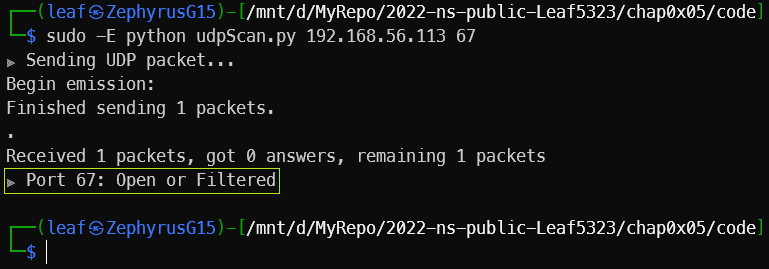 ┌──(leaf㉿ZephyrusG15)-[/mnt/d/MyRepo/2022-ns-public-Leaf5323/chap0x05/code]
└─$ sudo -E python udpScan.py 192.168.56.113 67
▶ Sending UDP packet...
Begin emission:
Finished sending 1 packets.
.
Received 1 packets, got 0 answers, remaining 1 packets
▶ Port 67: Open or Filtered
┌──(leaf㉿ZephyrusG15)-[/mnt/d/MyRepo/2022-ns-public-Leaf5323/chap0x05/code]
└─$